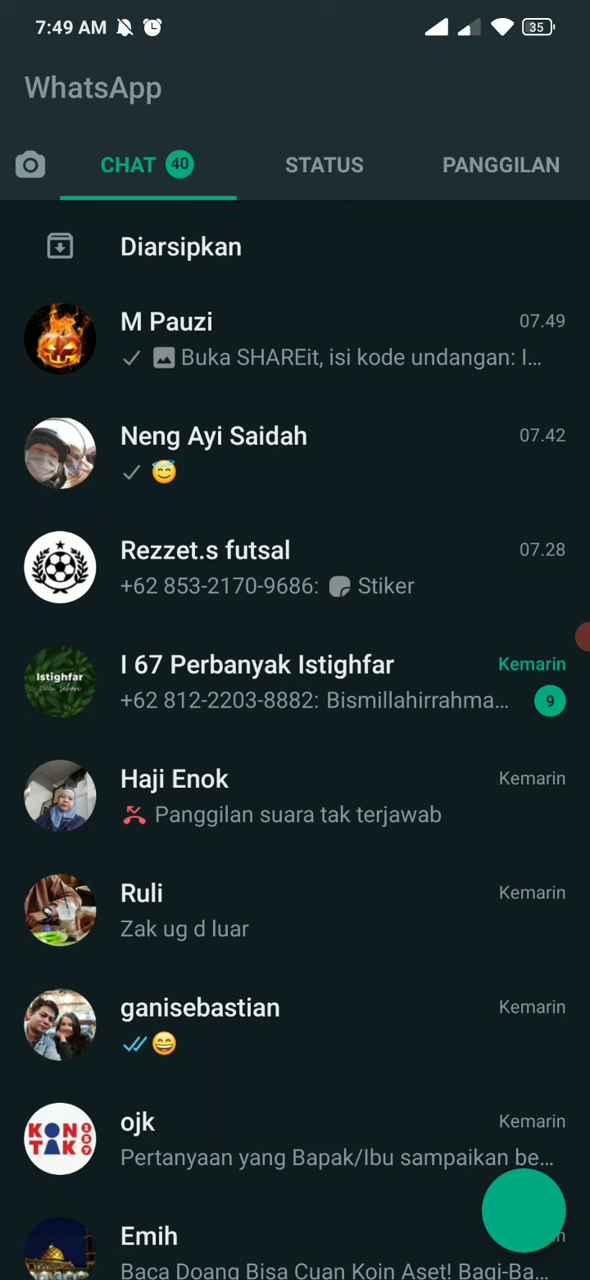 7:49 AM 35
WhatsApp
CHAT 40 STATUS PANGGILAN
Diarsipkan
M Pauzi 07.49
Buka SHAREit, isi kode undangan: I...
Neng Ayi Saidah 07.42
Rezzet.s futsal 07.28
+62 853-2170-9686: Stiker
I 67 Perbanyak Istighfar Kemarin
Istighfar
+62 812-2203-8882: Bismillahirrahma... 9
Haji Enok Kemarin
Panggilan suara tak terjawab
Ruli Kemarin
Zak ug d luar
ganisebastian Kemarin
ojk Kemarin
KONTAK 157
Pertanyaan yang Bapak/Ibu sampaikan be...
Emih
Baca Doang Bisa Cuan Koin Aset! Bagi-Ba...